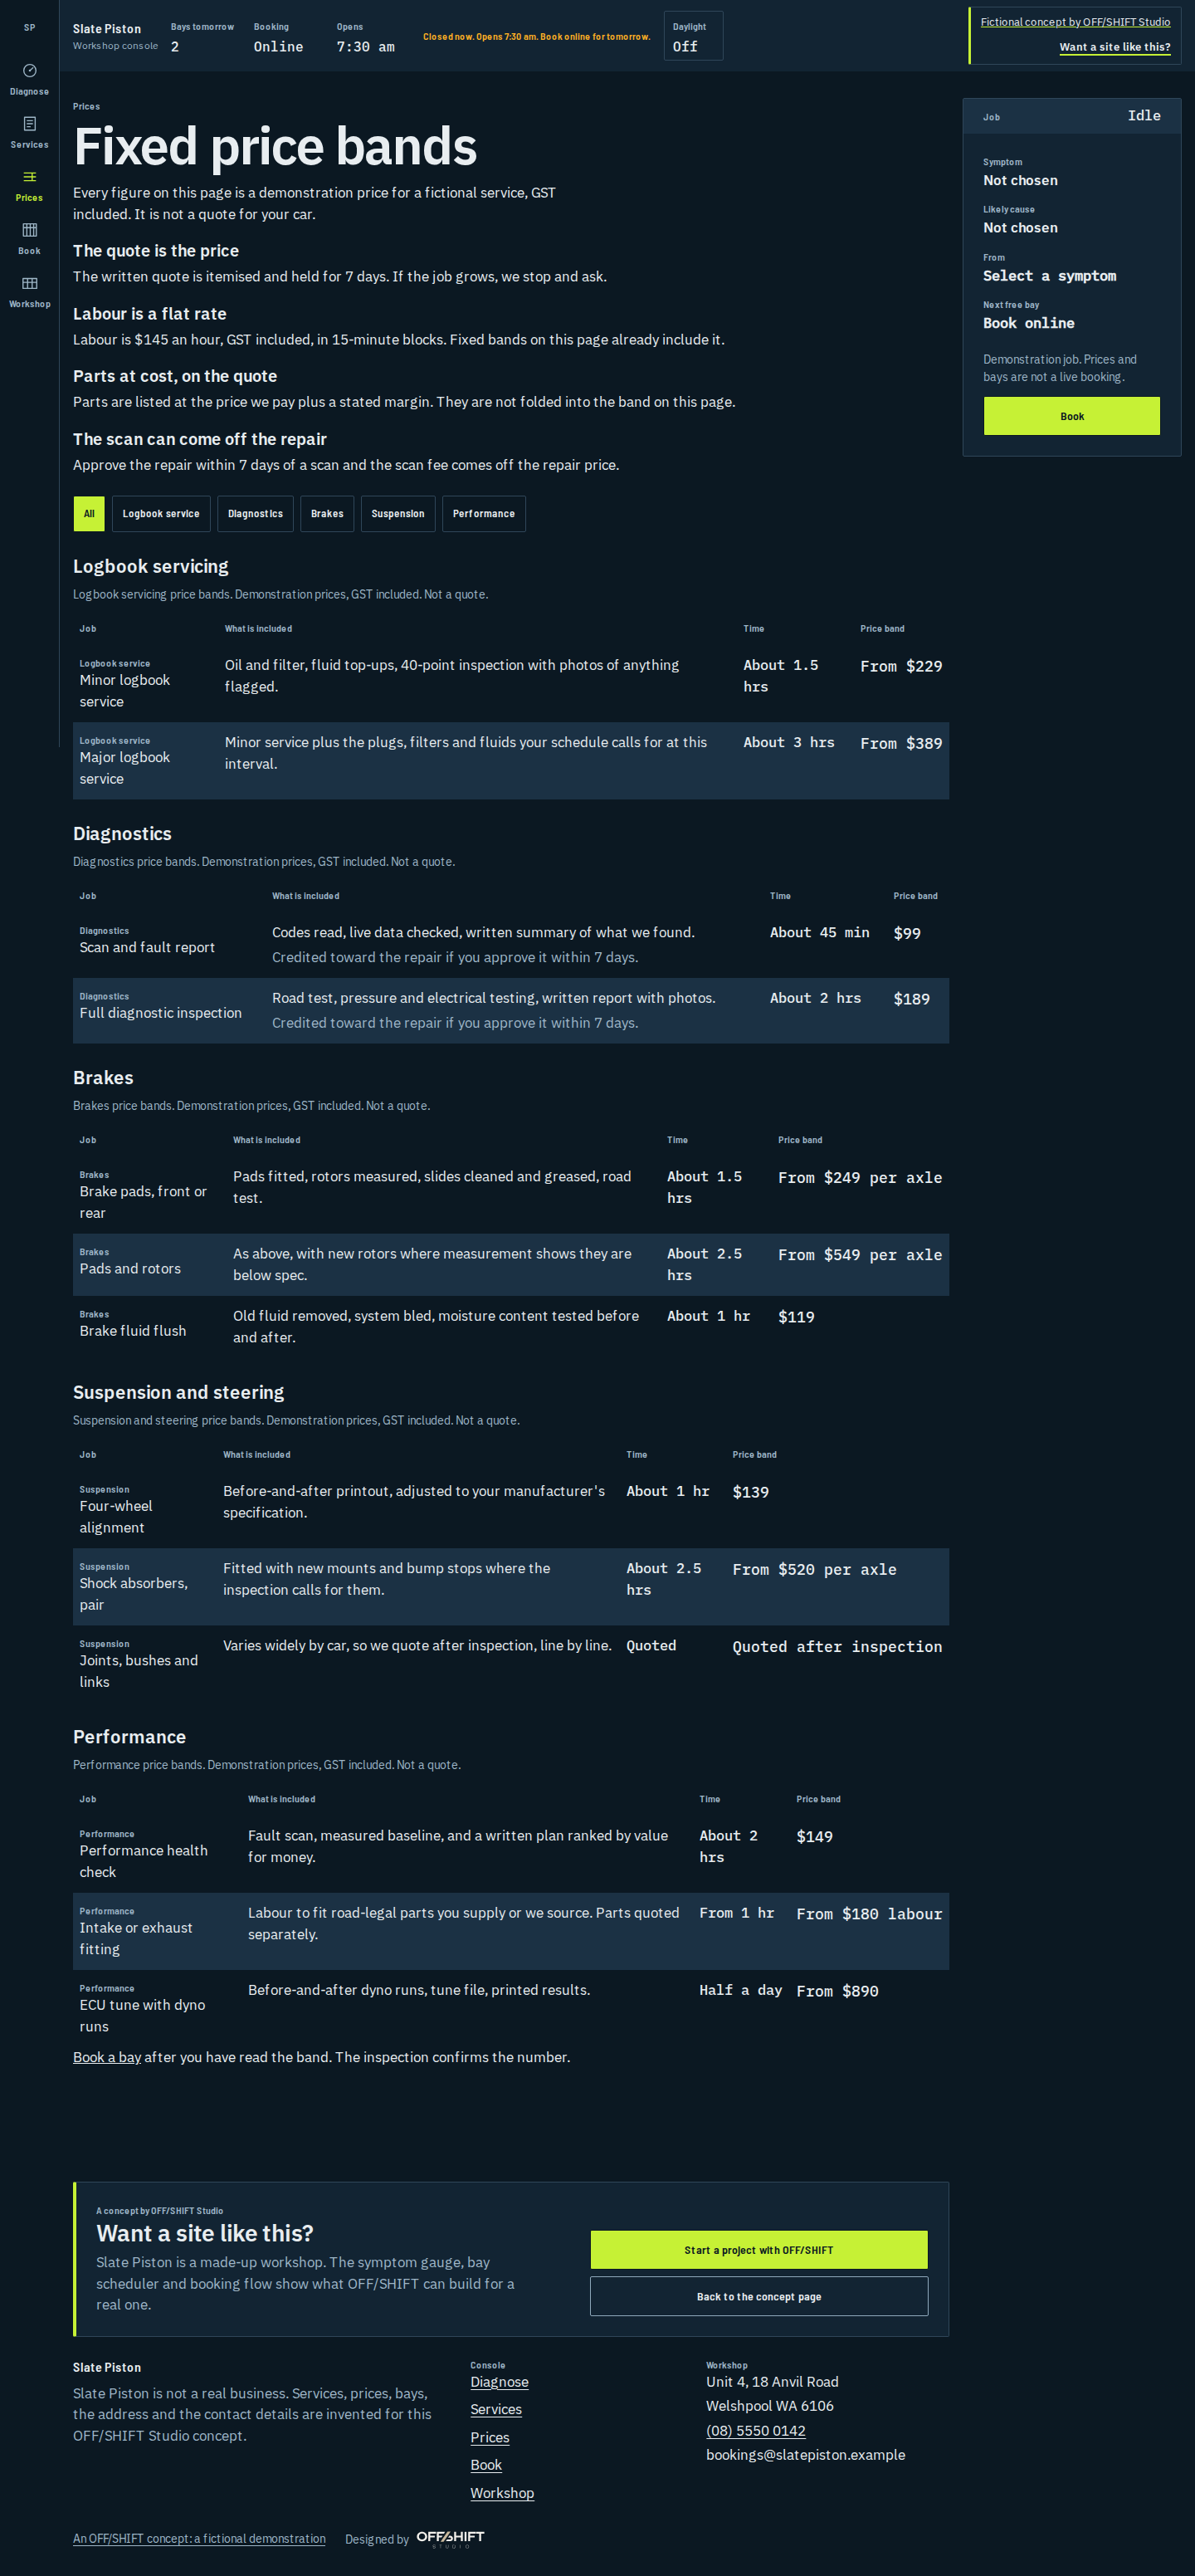 SP
Diagnose
Services
Prices
Book
Workshop
Slate Piston
Workshop console
Bays tomorrow
2
Booking
Online
Opens
7:30 am
Closed now. Opens 7:30 am. Book online for tomorrow.
Daylight
Off
Fictional concept by OFF/SHIFT Studio
Want a site like this?
Prices
Fixed price bands
Every figure on this page is a demonstration price for a fictional service, GST
included. It is not a quote for your car.
The quote is the price
The written quote is itemised and held for 7 days. If the job grows, we stop and ask.
Labour is a flat rate
Labour is $145 an hour, GST included, in 15-minute blocks. Fixed bands on this page already include it.
Parts at cost, on the quote
Parts are listed at the price we pay plus a stated margin. They are not folded into the band on this page.
The scan can come off the repair
Approve the repair within 7 days of a scan and the scan fee comes off the repair price.
Job
Idle
Symptom
Not chosen
Likely cause
Not chosen
From
Select a symptom
Next free bay
Book online
Demonstration job. Prices and
bays are not a live booking.
Book
All
Logbook service
Diagnostics
Brakes
Suspension
Performance
Logbook servicing
Logbook servicing price bands. Demonstration prices, GST included. Not a quote.
Job
What is included
Time
Price band
Logbook service
Minor logbook
service
Oil and filter, fluid top-ups, 40-point inspection with photos of anything
flagged.
About 1.5
hrs
From $229
Logbook service
Major logbook
service
Minor service plus the plugs, filters and fluids your schedule calls for at this
interval.
About 3 hrs
From $389
Diagnostics
Diagnostics price bands. Demonstration prices, GST included. Not a quote.
Job
What is included
Time
Price band
Diagnostics
Scan and fault report
Codes read, live data checked, written summary of what we found.
Credited toward the repair if you approve it within 7 days.
About 45 min
$99
Diagnostics
Full diagnostic inspection
Road test, pressure and electrical testing, written report with photos.
Credited toward the repair if you approve it within 7 days.
About 2 hrs
$189
Brakes
Brakes price bands. Demonstration prices, GST included. Not a quote.
Job
What is included
Time
Price band
Brakes
Brake pads, front or
rear
Pads fitted, rotors measured, slides cleaned and greased, road
test.
About 1.5
hrs
From $249 per axle
Brakes
Pads and rotors
As above, with new rotors where measurement shows they are
below spec.
About 2.5
hrs
From $549 per axle
Brakes
Brake fluid flush
Old fluid removed, system bled, moisture content tested before
and after.
About 1 hr
$119
Suspension and steering
Suspension and steering price bands. Demonstration prices, GST included. Not a quote.
Job
What is included
Time
Price band
Suspension
Four-wheel
alignment
Before-and-after printout, adjusted to your manufacturer's
specification.
About 1 hr
$139
Suspension
Shock absorbers,
pair
Fitted with new mounts and bump stops where the
inspection calls for them.
About 2.5
hrs
From $520 per axle
Suspension
Joints, bushes and
links
Varies widely by car, so we quote after inspection, line by line.
Quoted
Quoted after inspection
Performance
Performance price bands. Demonstration prices, GST included. Not a quote.
Job
What is included
Time
Price band
Performance
Performance health
check
Fault scan, measured baseline, and a written plan ranked by value
for money.
About 2
hrs
$149
Performance
Intake or exhaust
fitting
Labour to fit road-legal parts you supply or we source. Parts quoted
separately.
From 1 hr
From $180 labour
Performance
ECU tune with dyno
runs
Before-and-after dyno runs, tune file, printed results.
Half a day
From $890
Book a bay after you have read the band. The inspection confirms the number.
A concept by OFF/SHIFT Studio
Want a site like this?
Slate Piston is a made-up workshop. The symptom gauge, bay
scheduler and booking flow show what OFF/SHIFT can build for a
real one.
Start a project with OFF/SHIFT
Back to the concept page
Slate Piston
Slate Piston is not a real business. Services, prices, bays,
the address and the contact details are invented for this
OFF/SHIFT Studio concept.
Console
Diagnose
Services
Prices
Book
Workshop
Workshop
Unit 4, 18 Anvil Road
Welshpool WA 6106
(08) 5550 0142
bookings@slatepiston.example
An OFF/SHIFT concept: a fictional demonstration
Designed by
OFF/SHIFT
STUDIO